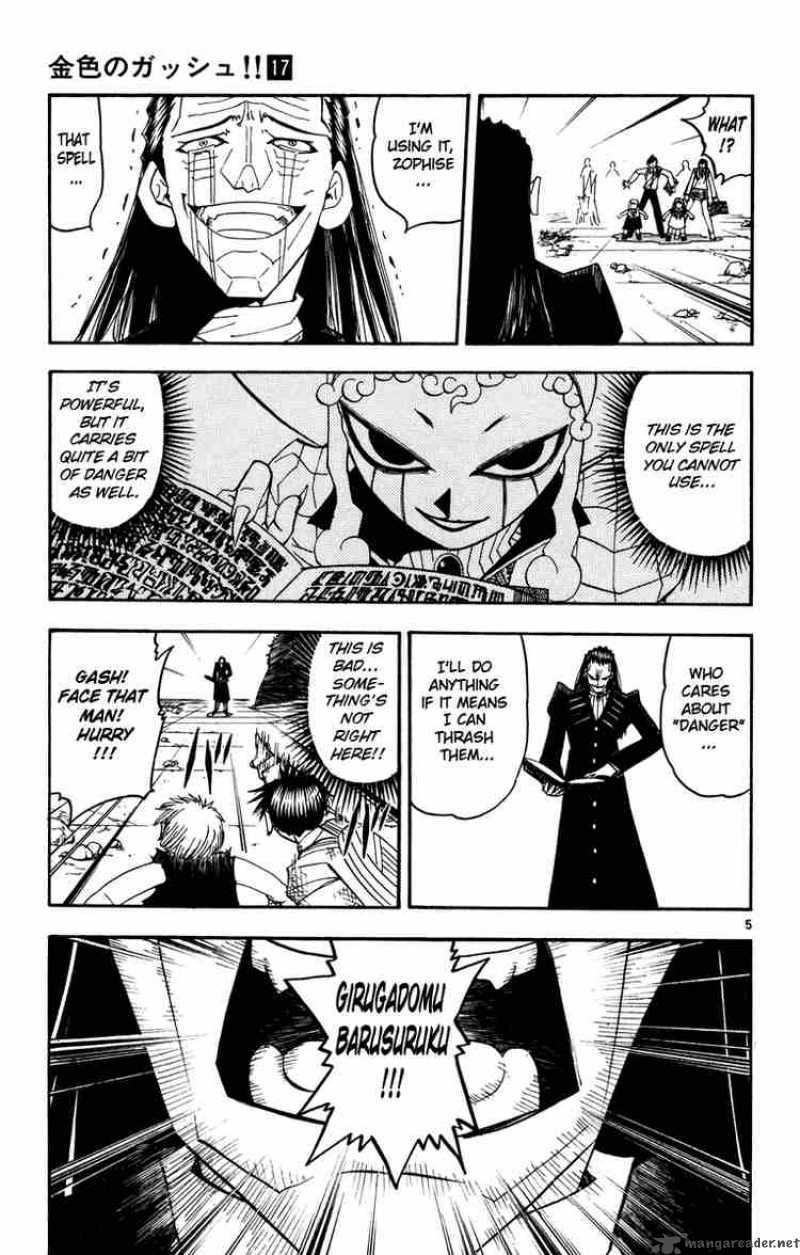 金色のガッシュ!! 17
WHAT
!?
I'M
USING IT,
ZOPHISE
...
THAT
SPELL
...
THIS IS THE
ONLY SPELL
YOU CANNOT
USE...
IT'S
POWERFUL,
BUT IT
CARRIES
QUITE A BIT
OF DANGER
AS WELL.
WHO
CARES
ABOUT
"DANGER"
...
I'LL DO
ANYTHING
IF IT MEANS
I CAN
THRASH
THEM...
THIS IS
BAD...
SOME-
THING'S
NOT
RIGHT
HERE!!
GASH!
FACE THAT
MAN!
HURRY
!!!
5
GIRUGADOMU
BARUSURUKU
!!!
mangareader.net